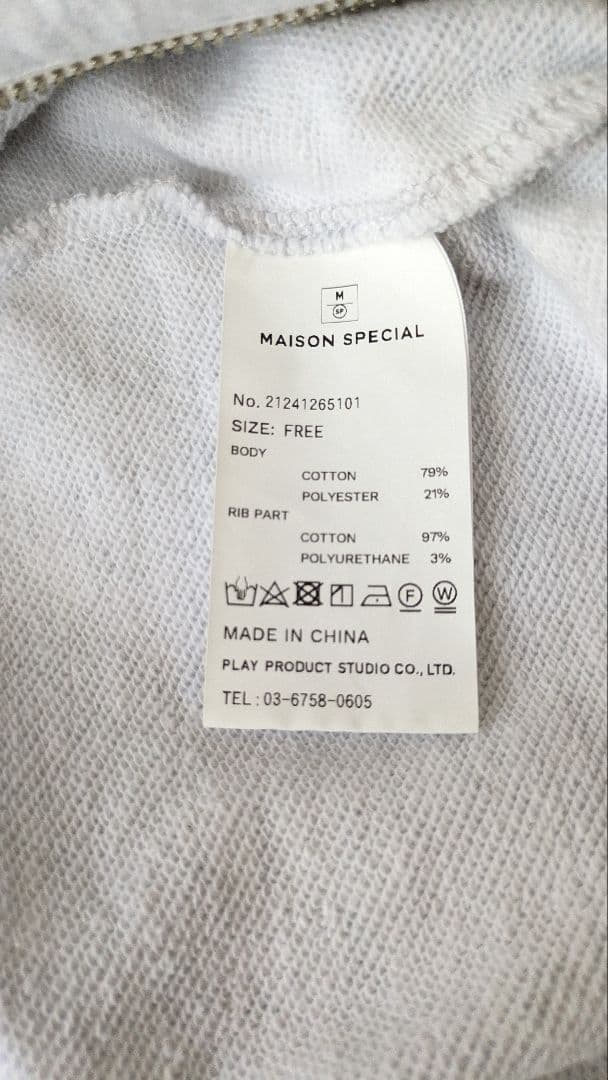 M
SP
MAISON SPECIAL
No. 21241265101
SIZE: FREE
BODY
COTTON 79%
POLYESTER 21%
RIB PART
COTTON 97%
POLYURETHANE 3%
F W
MADE IN CHINA
PLAY PRODUCT STUDIO CO., LTD.
TEL : 03-6758-0605